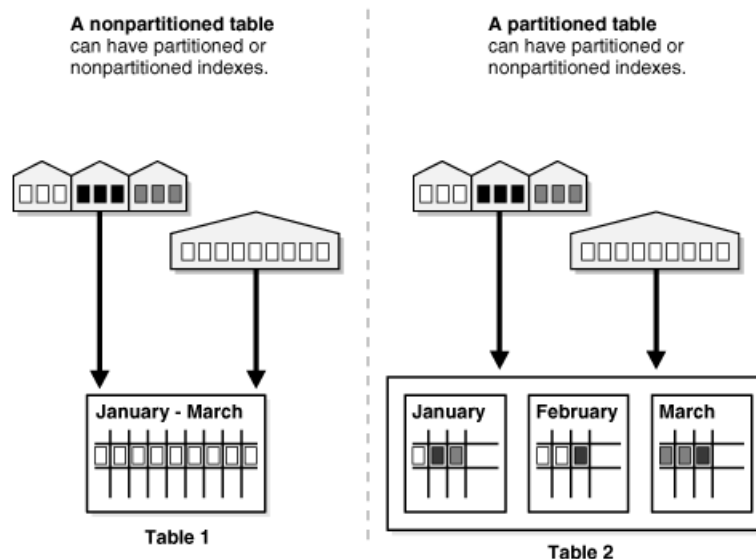 A nonpartitioned table
can have partitioned or
nonpartitioned indexes.
A partitioned table
can have partitioned or
nonpartitioned indexes.
January - March
Table 1
January
February
March
Table 2